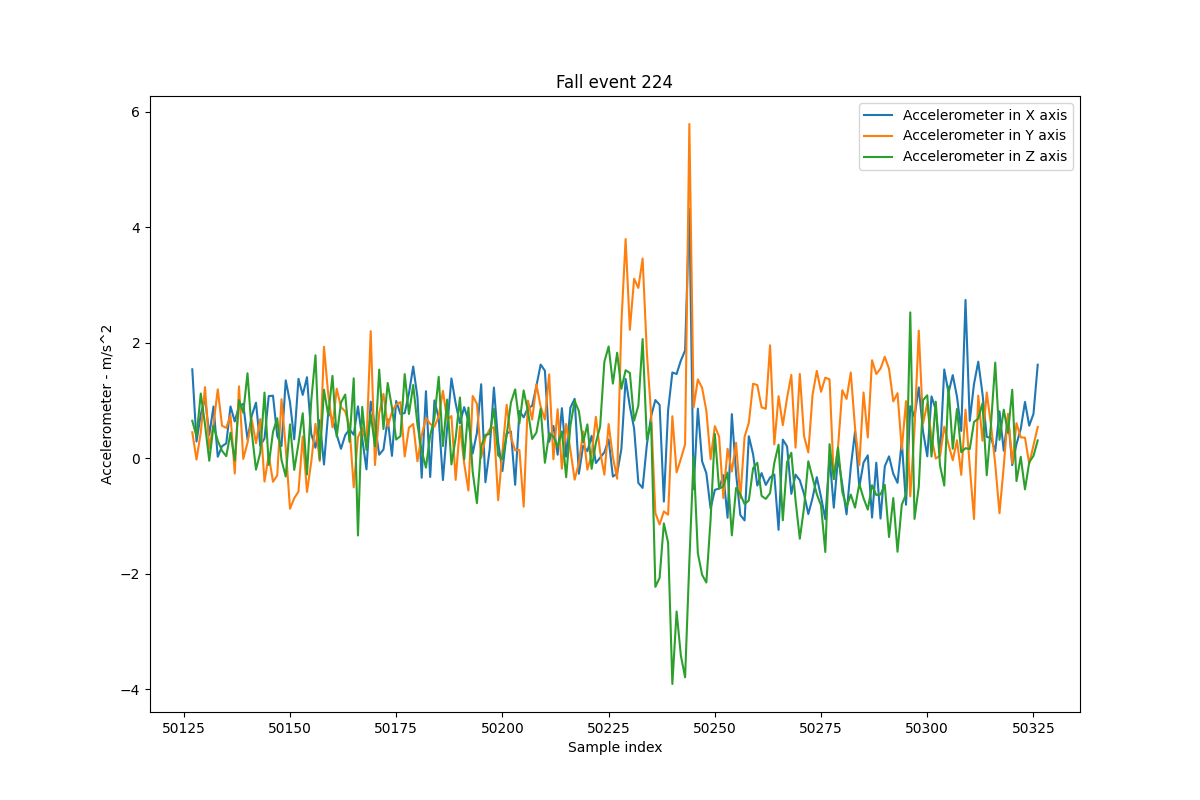 Fall event 224
Accelerometer in X axis
Accelerometer in Y axis
Accelerometer in Z axis
6
4
2
0
−2
−4
Accelerometer - m/s^2
50125 50150 50175 50200 50225 50250 50275 50300 50325
Sample index